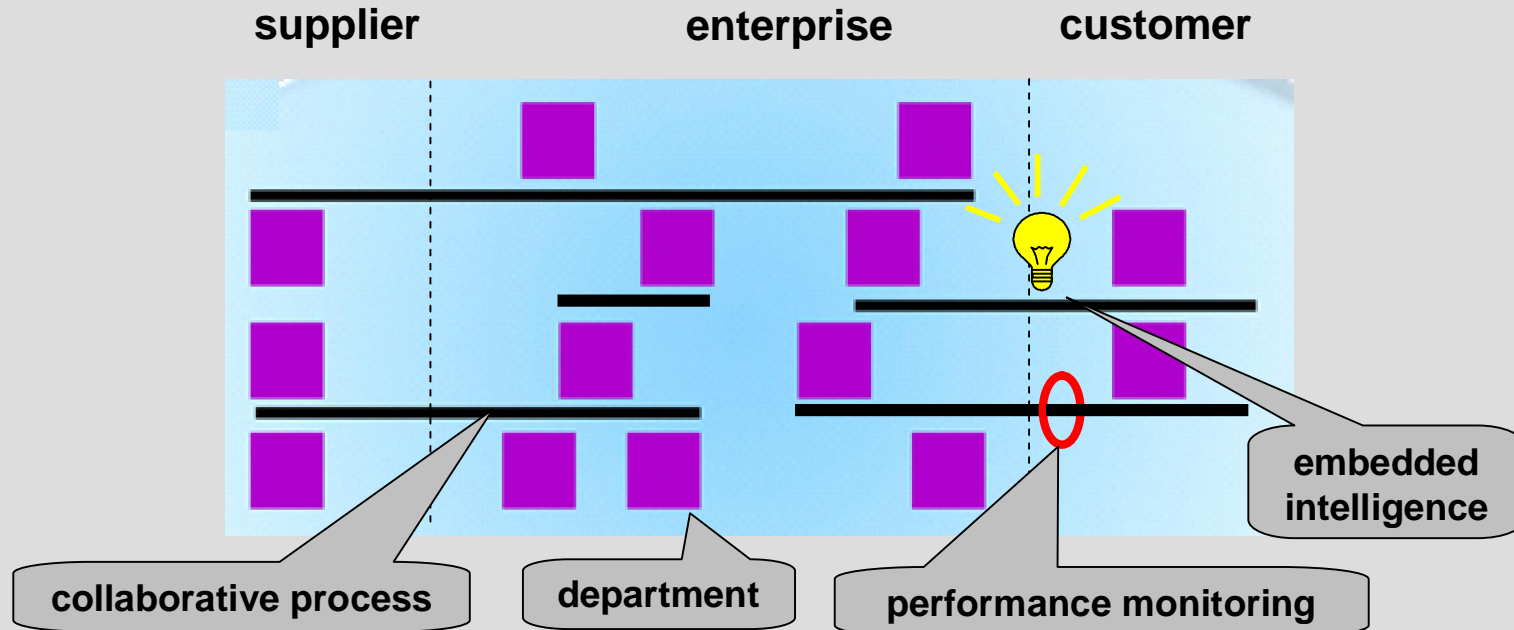 supplier enterprise customer
embedded
intelligence
collaborative process
department
performance monitoring